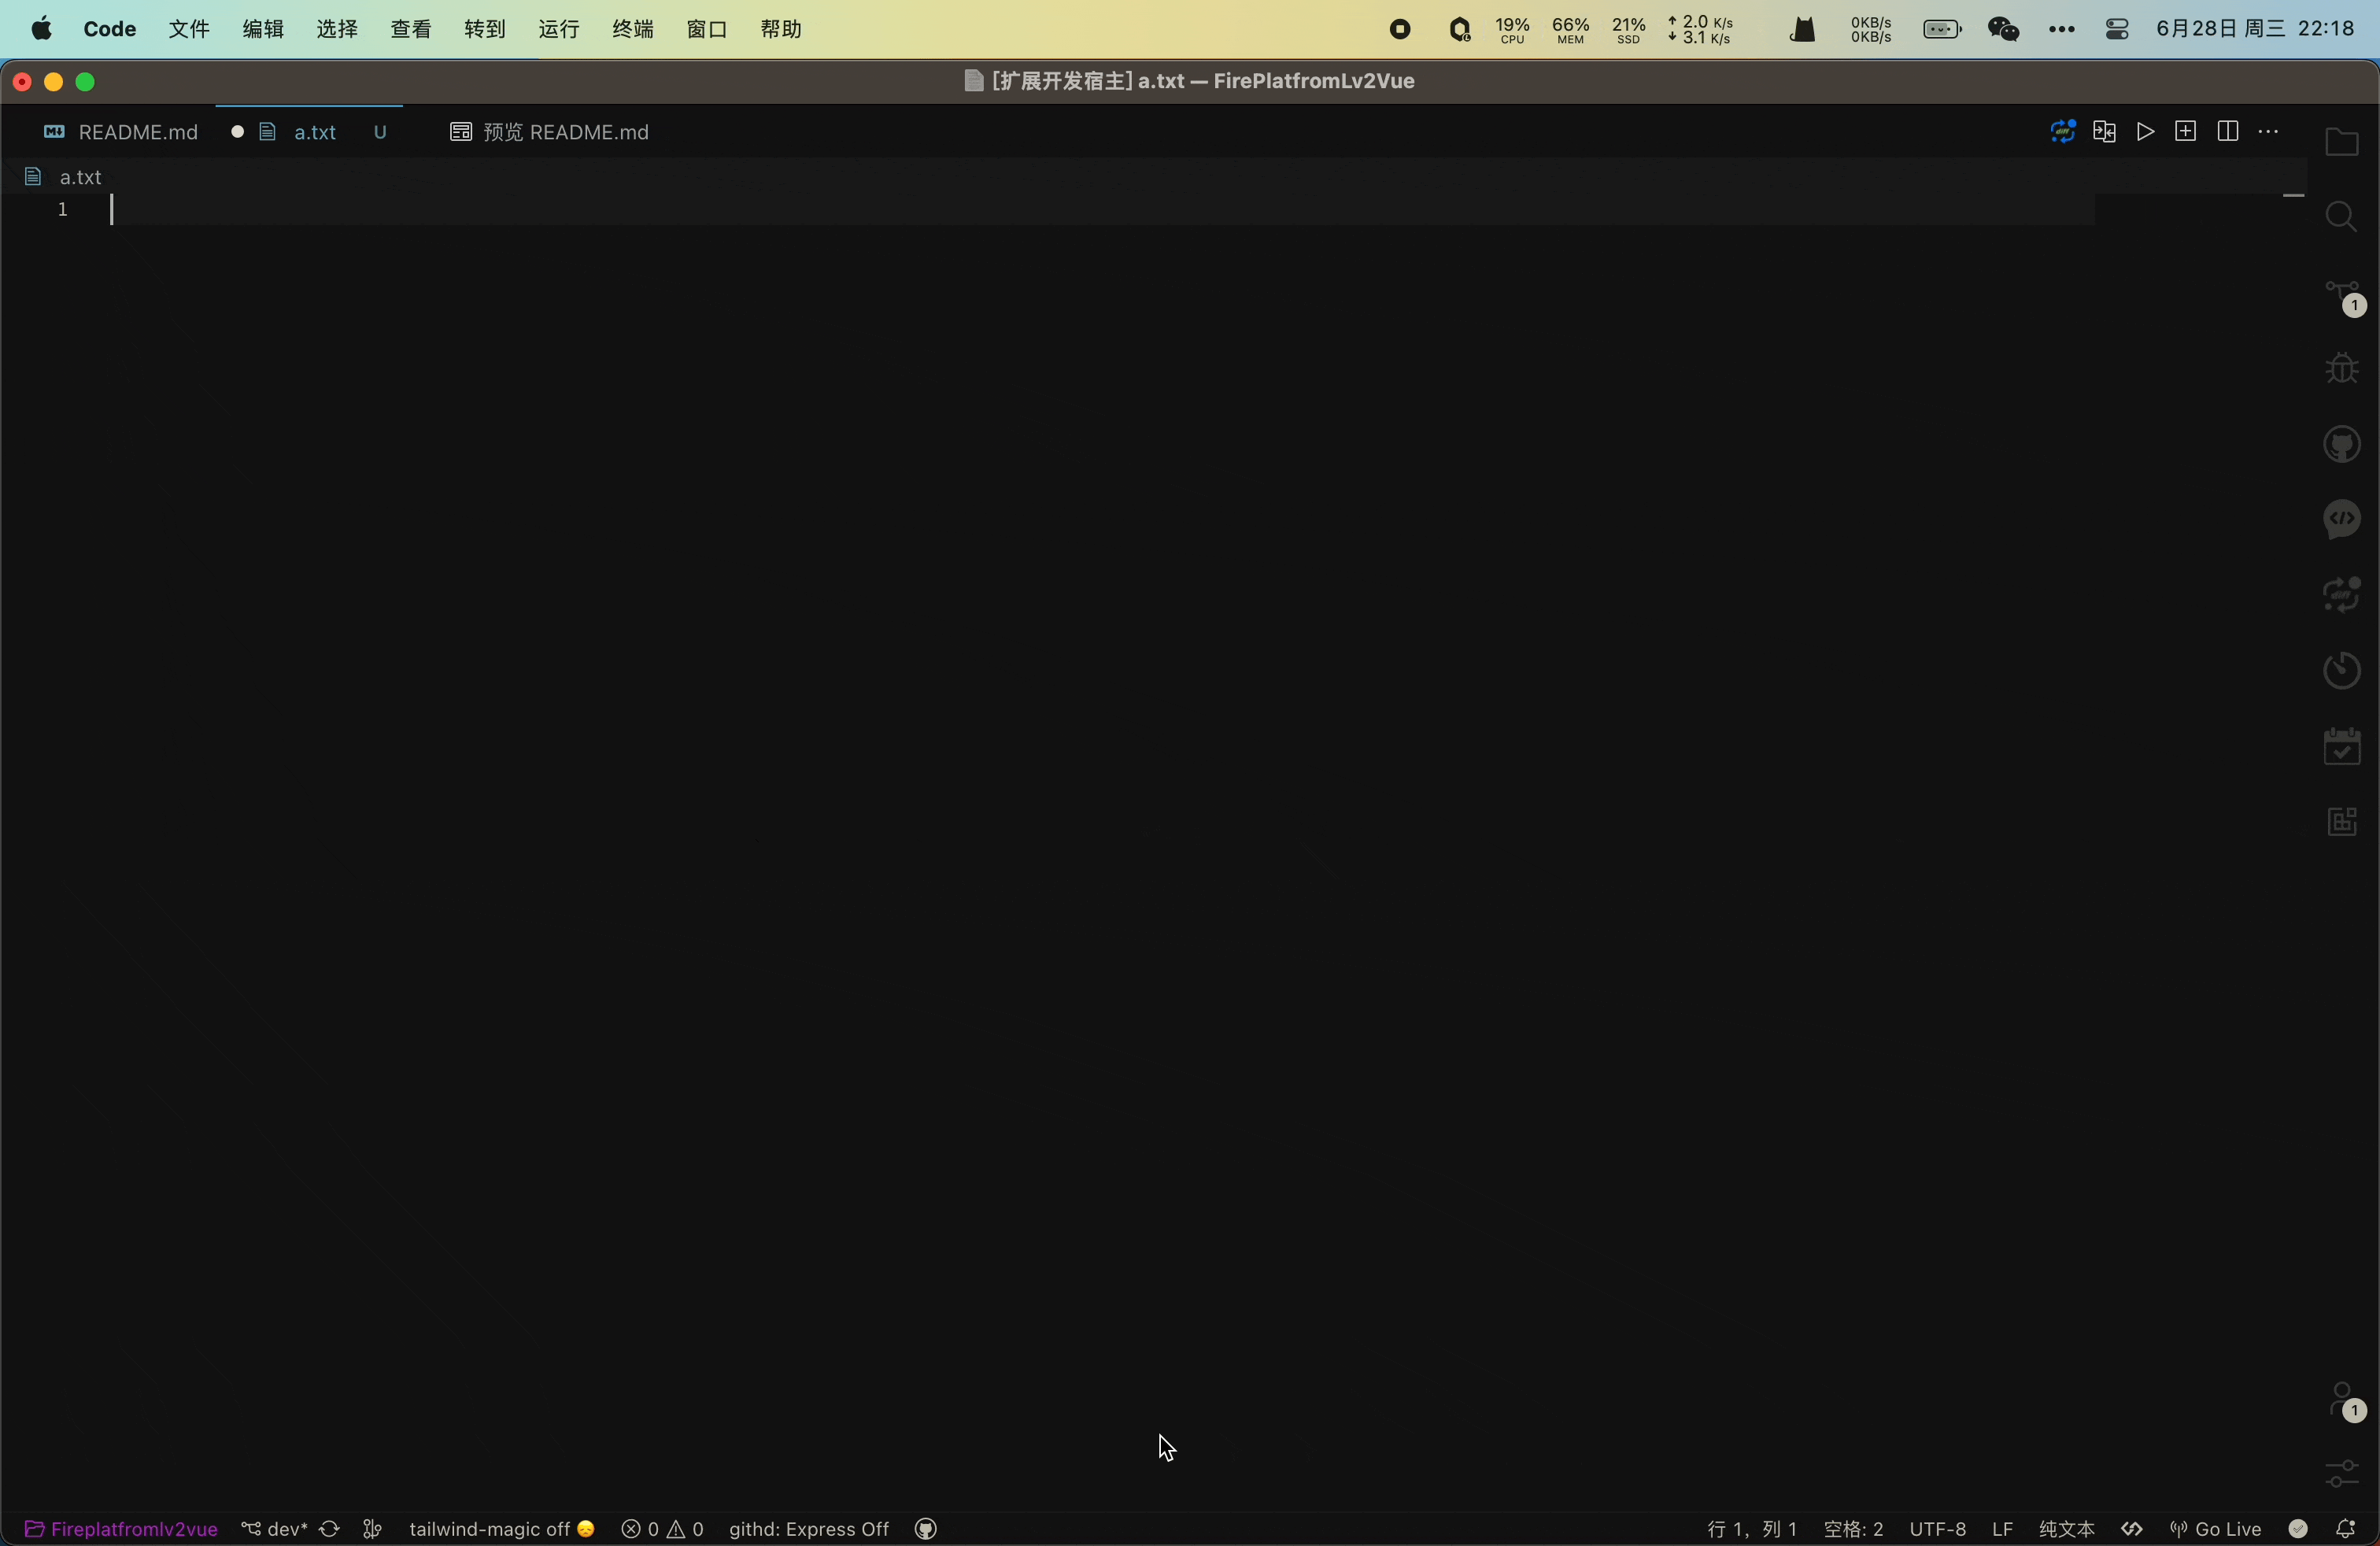 Code 文件 编辑 选择 查看 转到 运行 终端 窗口 帮助 19% CPU 66% MEM 21% SSD 2.0 K/s 3.1 K/s 0KB/s 0KB/s 6月28日 周三 22:18
[扩展开发宿主] a.txt — FirePlatfromLv2Vue
README.md a.txt U 预览 README.md
a.txt
1
1
1
Fireplatfromlv2vue dev* tailwind-magic off 0 0 githd: Express Off 行 1，列 1 空格: 2 UTF-8 LF 纯文本 Go Live